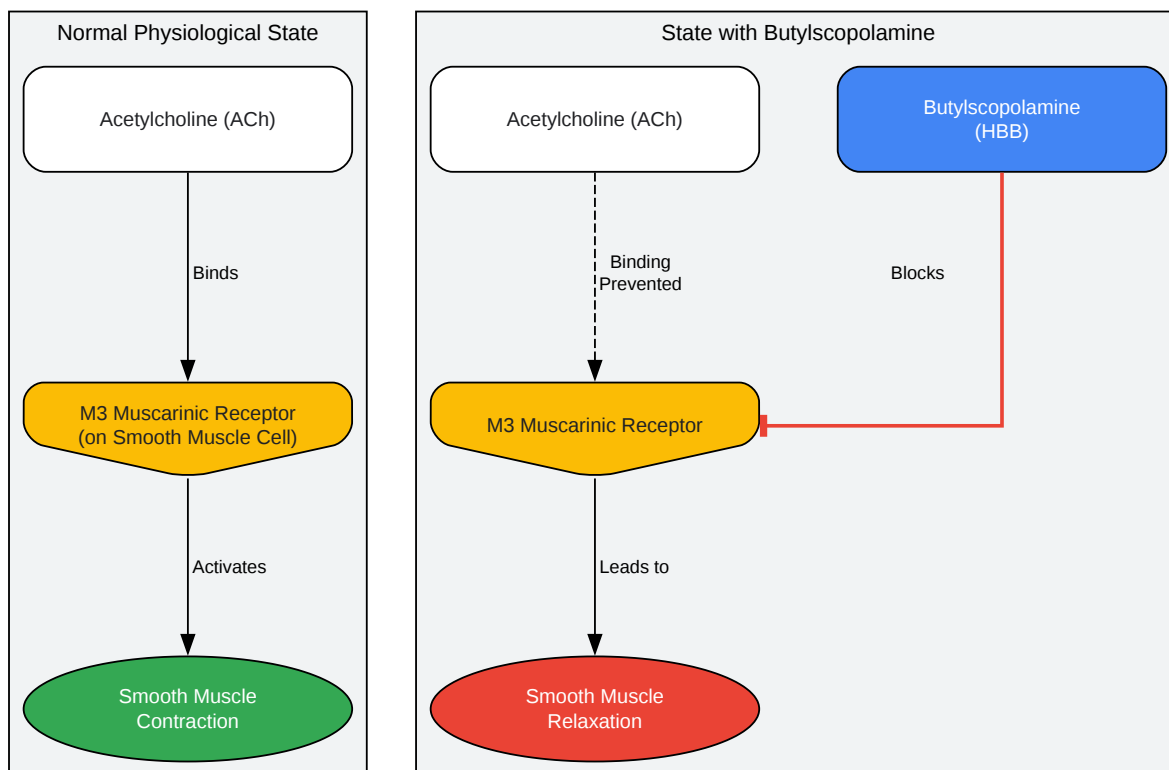 Normal Physiological State
Acetylcholine (ACh)
Binds
M3 Muscarinic Receptor
(on Smooth Muscle Cell)
Activates
Smooth Muscle
Contraction
State with Butylscopolamine
Acetylcholine (ACh)
Butylscopolamine
(HBB)
Binding
Prevented
Blocks
M3 Muscarinic Receptor
Leads to
Smooth Muscle
Relaxation